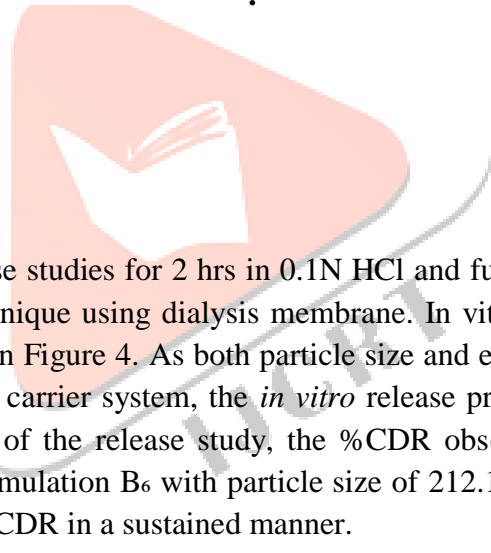 se studies for 2 hrs in 0.1N HCl and fu
nique using dialysis membrane. In vit
n Figure 4. As both particle size and e
carrier system, the in vitro release pr
of the release study, the %CDR obs
mulation B₆ with particle size of 212.1
CDR in a sustained manner.
IJCRT